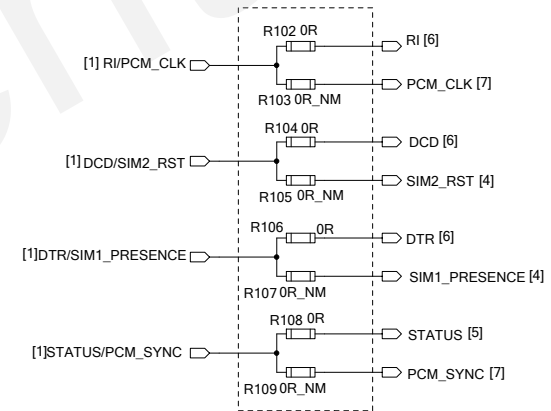 R102 0R
RI [6]
[1] RI/PCM_CLK
PCM_CLK [7]
R103 0R_NM
R104 0R
DCD [6]
[1] DCD/SIM2_RST
SIM2_RST [4]
R105 0R_NM
R106 0R
DTR [6]
[1]DTR/SIM1_PRESENCE
SIM1_PRESENCE [4]
R107 0R_NM
R108 0R
STATUS [5]
[1]STATUS/PCM_SYNC
PCM_SYNC [7]
R109 0R_NM